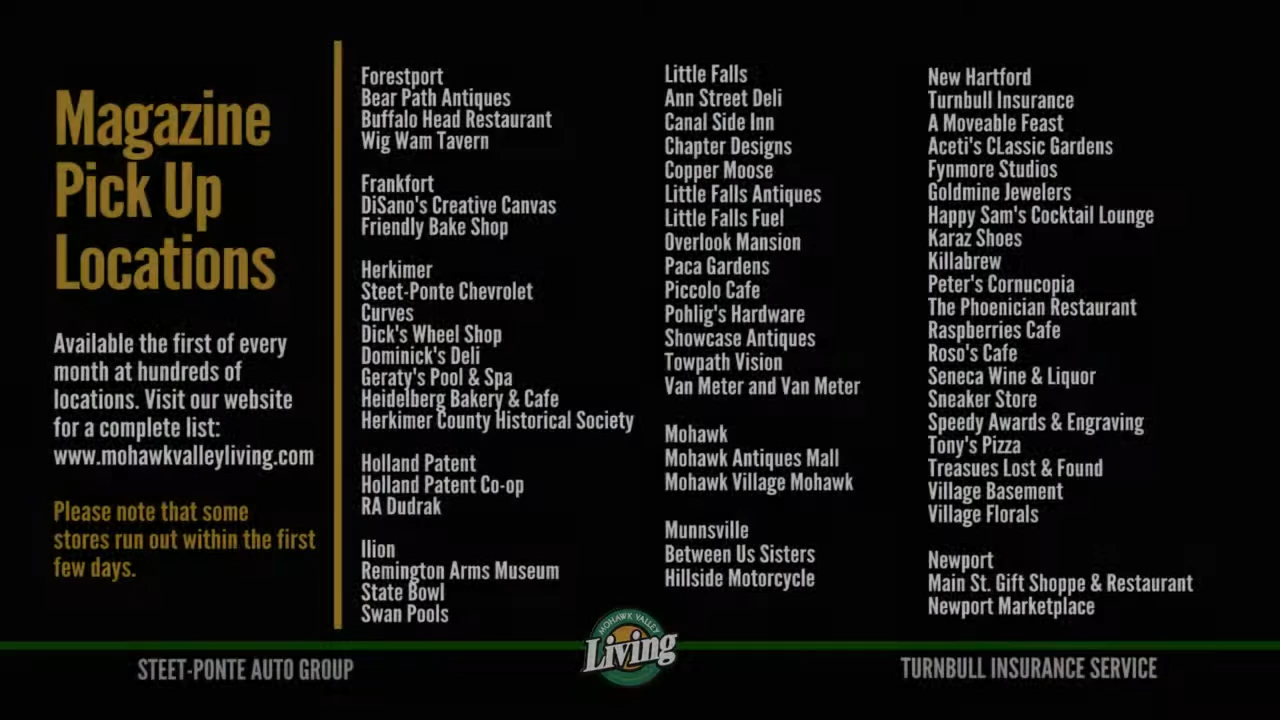 Magazine
Pick Up
Locations
Available the first of every
month at hundreds of
locations. Visit our website
for a complete list:
www.mohawkvalleyliving.com
Please note that some
stores run out within the first
few days.
Forestport
Bear Path Antiques
Buffalo Head Restaurant
Wig Wam Tavern
Frankfort
DiSano's Creative Canvas
Friendly Bake Shop
Herkimer
Steet-Ponte Chevrolet
Curves
Dick's Wheel Shop
Dominick's Deli
Geraty's Pool & Spa
Heidelberg Bakery & Cafe
Herkimer County Historical Society
Holland Patent
Holland Patent Co-op
RA Dudrak
Ilion
Remington Arms Museum
State Bowl
Swan Pools
Little Falls
Ann Street Deli
Canal Side Inn
Chapter Designs
Copper Moose
Little Falls Antiques
Little Falls Fuel
Overlook Mansion
Paca Gardens
Piccolo Cafe
Pohlig's Hardware
Showcase Antiques
Towpath Vision
Van Meter and Van Meter
Mohawk
Mohawk Antiques Mall
Mohawk Village Mohawk
Munnsville
Between Us Sisters
Hillside Motorcycle
New Hartford
Turnbull Insurance
A Moveable Feast
Aceti's CLassic Gardens
Fynmore Studios
Goldmine Jewelers
Happy Sam's Cocktail Lounge
Karaz Shoes
Killabrew
Peter's Cornucopia
The Phoenician Restaurant
Raspberries Cafe
Roso's Cafe
Seneca Wine & Liquor
Sneaker Store
Speedy Awards & Engraving
Tony's Pizza
Treasues Lost & Found
Village Basement
Village Florals
Newport
Main St. Gift Shoppe & Restaurant
Newport Marketplace
STEET-PONTE AUTO GROUP
MOHAWK VALLEY
Living
TURNBULL INSURANCE SERVICE